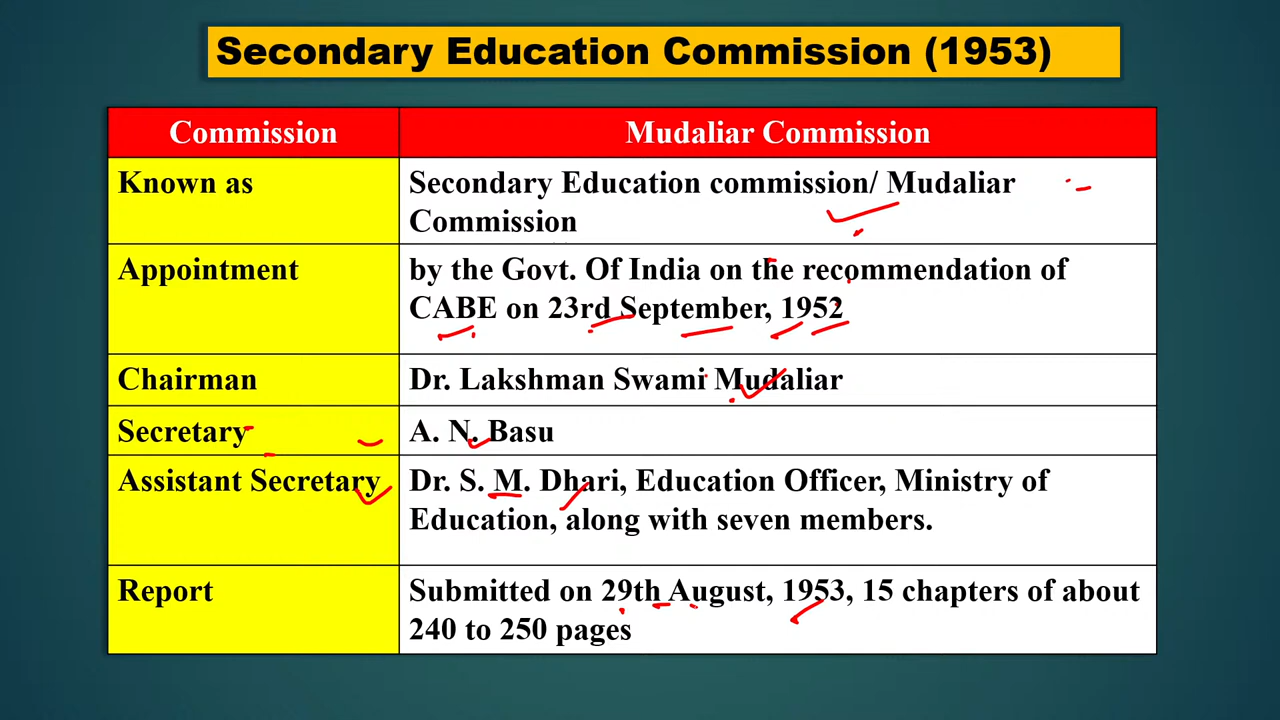 Secondary Education Commission (1953)
Commission
Mudaliar Commission
Known as
Secondary Education commission/ Mudaliar
Commission
Appointment
by the Govt. Of India on the recommendation of
CABE on 23rd September, 1952
Chairman
Dr. Lakshman Swami Mudaliar
Secretary
A. N. Basu
Assistant Secretary
Dr. S. M. Dhari, Education Officer, Ministry of
Education, along with seven members.
Report
Submitted on 29th August, 1953, 15 chapters of about
240 to 250 pages